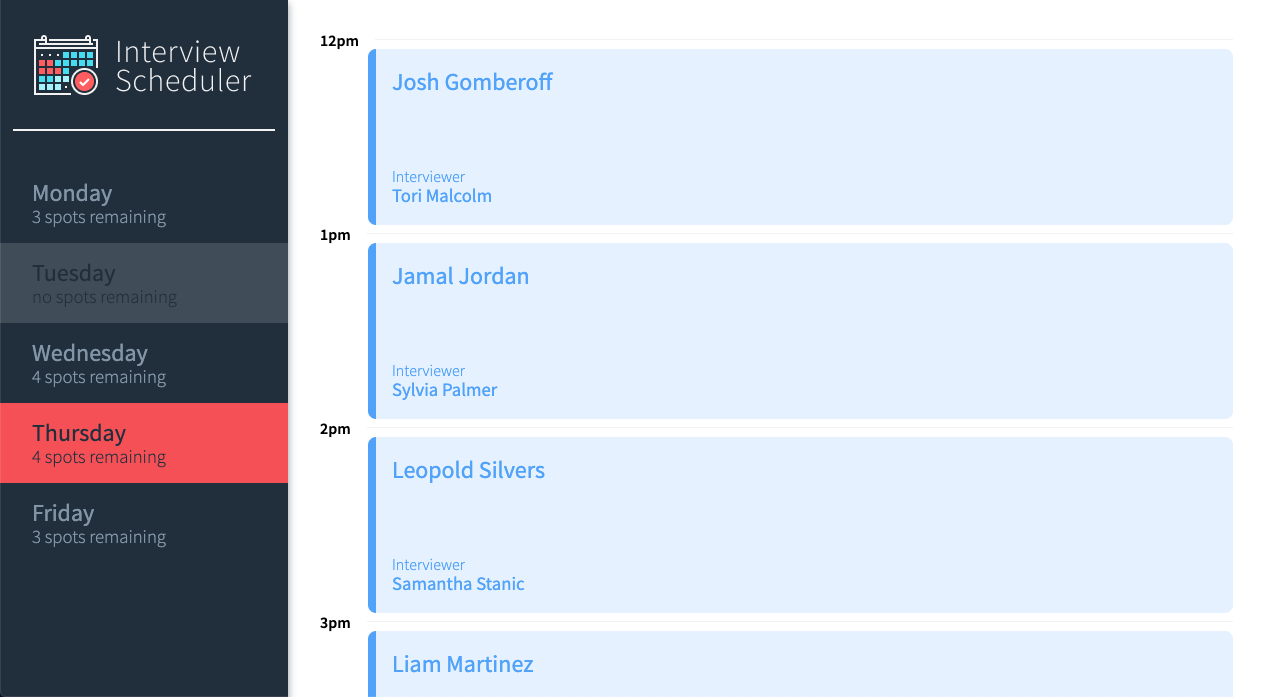 Interview
Scheduler
Monday
3 spots remaining
Tuesday
no spots remaining
Wednesday
4 spots remaining
Thursday
4 spots remaining
Friday
3 spots remaining
12pm
Josh Gomberoff
Interviewer
Tori Malcolm
1pm
Jamal Jordan
Interviewer
Sylvia Palmer
2pm
Leopold Silvers
Interviewer
Samantha Stanic
3pm
Liam Martinez